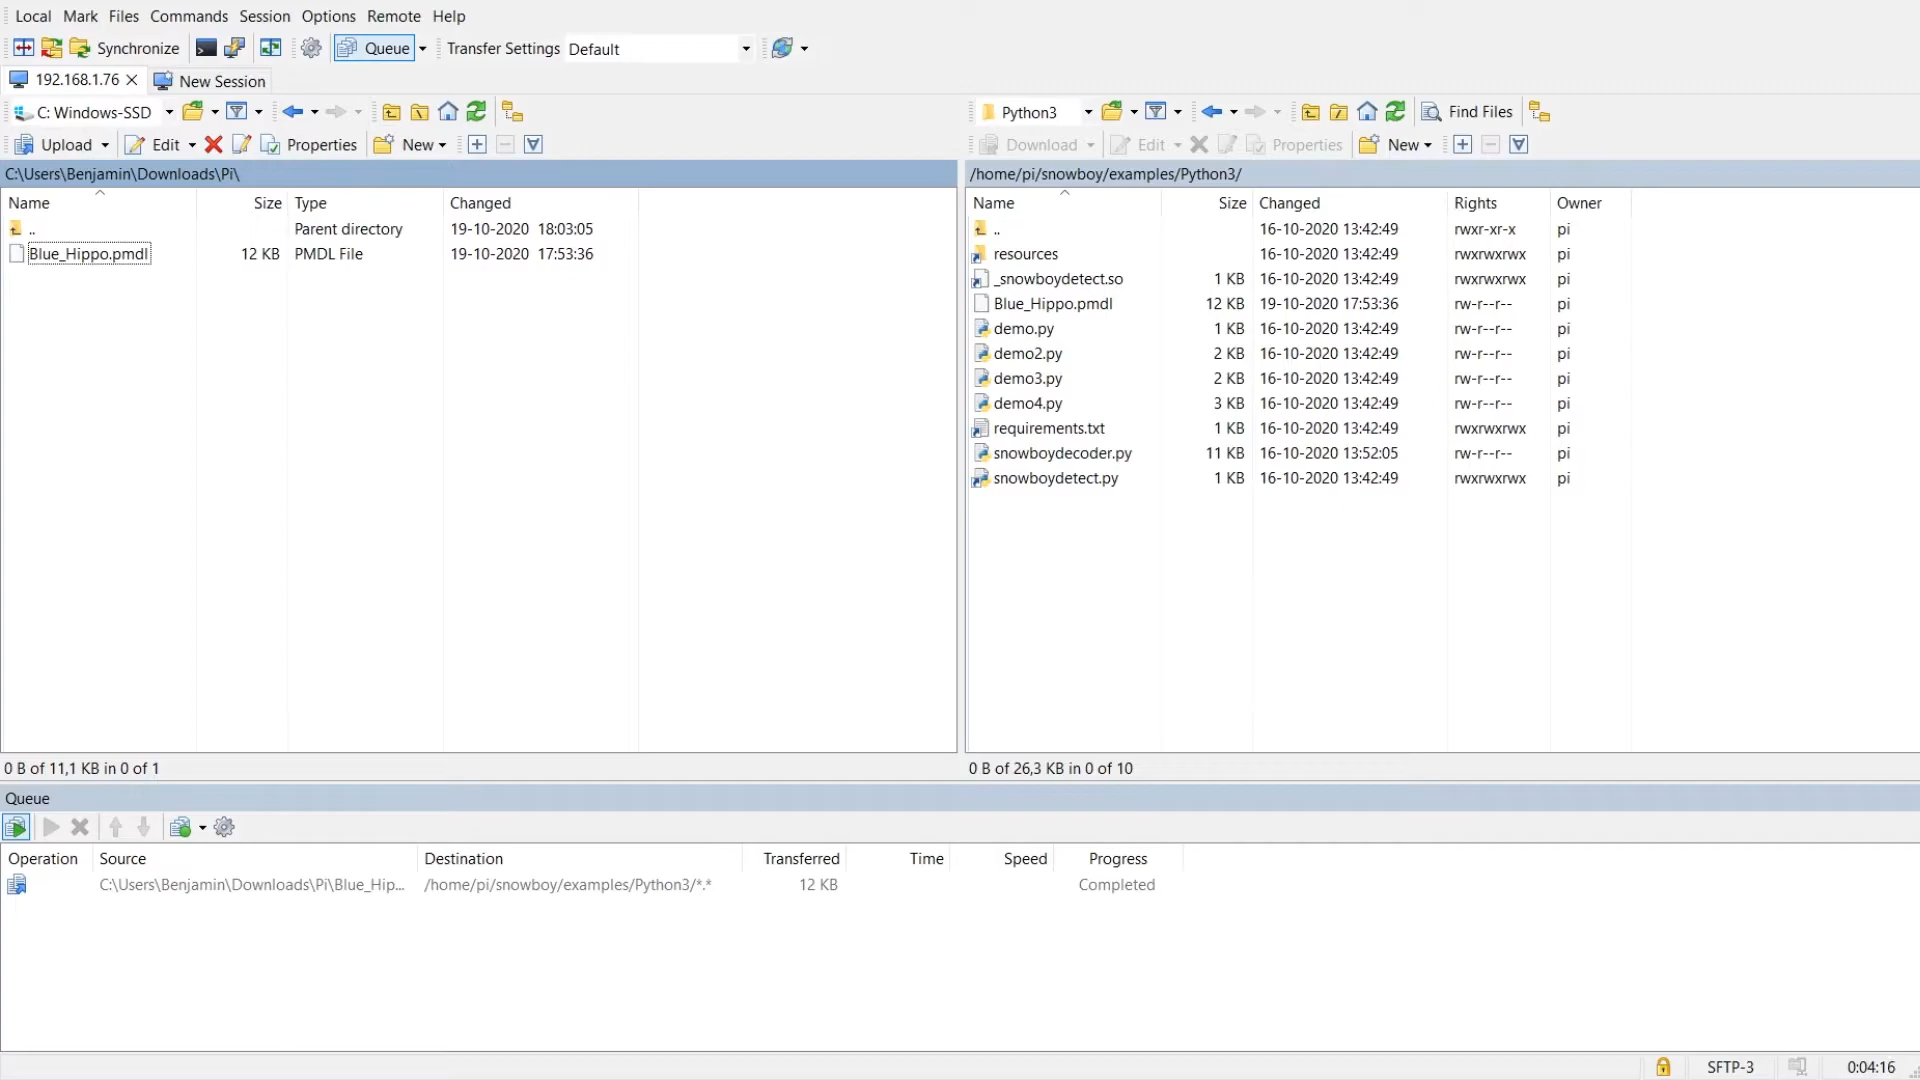 Local Mark Files Commands Session Options Remote Help
Synchronize Queue Transfer Settings Default
192.168.1.76 New Session
C: Windows-SSD
Upload Edit Properties New
C:\Users\Benjamin\Downloads\Pi\
Name Size Type Changed
.. Parent directory 19-10-2020 18:03:05
Blue_Hippo.pmdl 12 KB PMDL File 19-10-2020 17:53:36
0 B of 11,1 KB in 0 of 1
Python3 Find Files
Download Edit Properties New
/home/pi/snowboy/examples/Python3/
Name Size Changed Rights Owner
.. 16-10-2020 13:42:49 rwxr-xr-x pi
resources 16-10-2020 13:42:49 rwxrwxrwx pi
_snowboydetect.so 1 KB 16-10-2020 13:42:49 rwxrwxrwx pi
Blue_Hippo.pmdl 12 KB 19-10-2020 17:53:36 rw-r--r-- pi
demo.py 1 KB 16-10-2020 13:42:49 rw-r--r-- pi
demo2.py 2 KB 16-10-2020 13:42:49 rw-r--r-- pi
demo3.py 2 KB 16-10-2020 13:42:49 rw-r--r-- pi
demo4.py 3 KB 16-10-2020 13:42:49 rw-r--r-- pi
requirements.txt 1 KB 16-10-2020 13:42:49 rwxrwxrwx pi
snowboydecoder.py 11 KB 16-10-2020 13:52:05 rw-r--r-- pi
snowboydetect.py 1 KB 16-10-2020 13:42:49 rwxrwxrwx pi
0 B of 26,3 KB in 0 of 10
Queue
Operation Source Destination Transferred Time Speed Progress
C:\Users\Benjamin\Downloads\Pi\Blue_Hip... /home/pi/snowboy/examples/Python3/*.* 12 KB Completed
SFTP-3 0:04:16